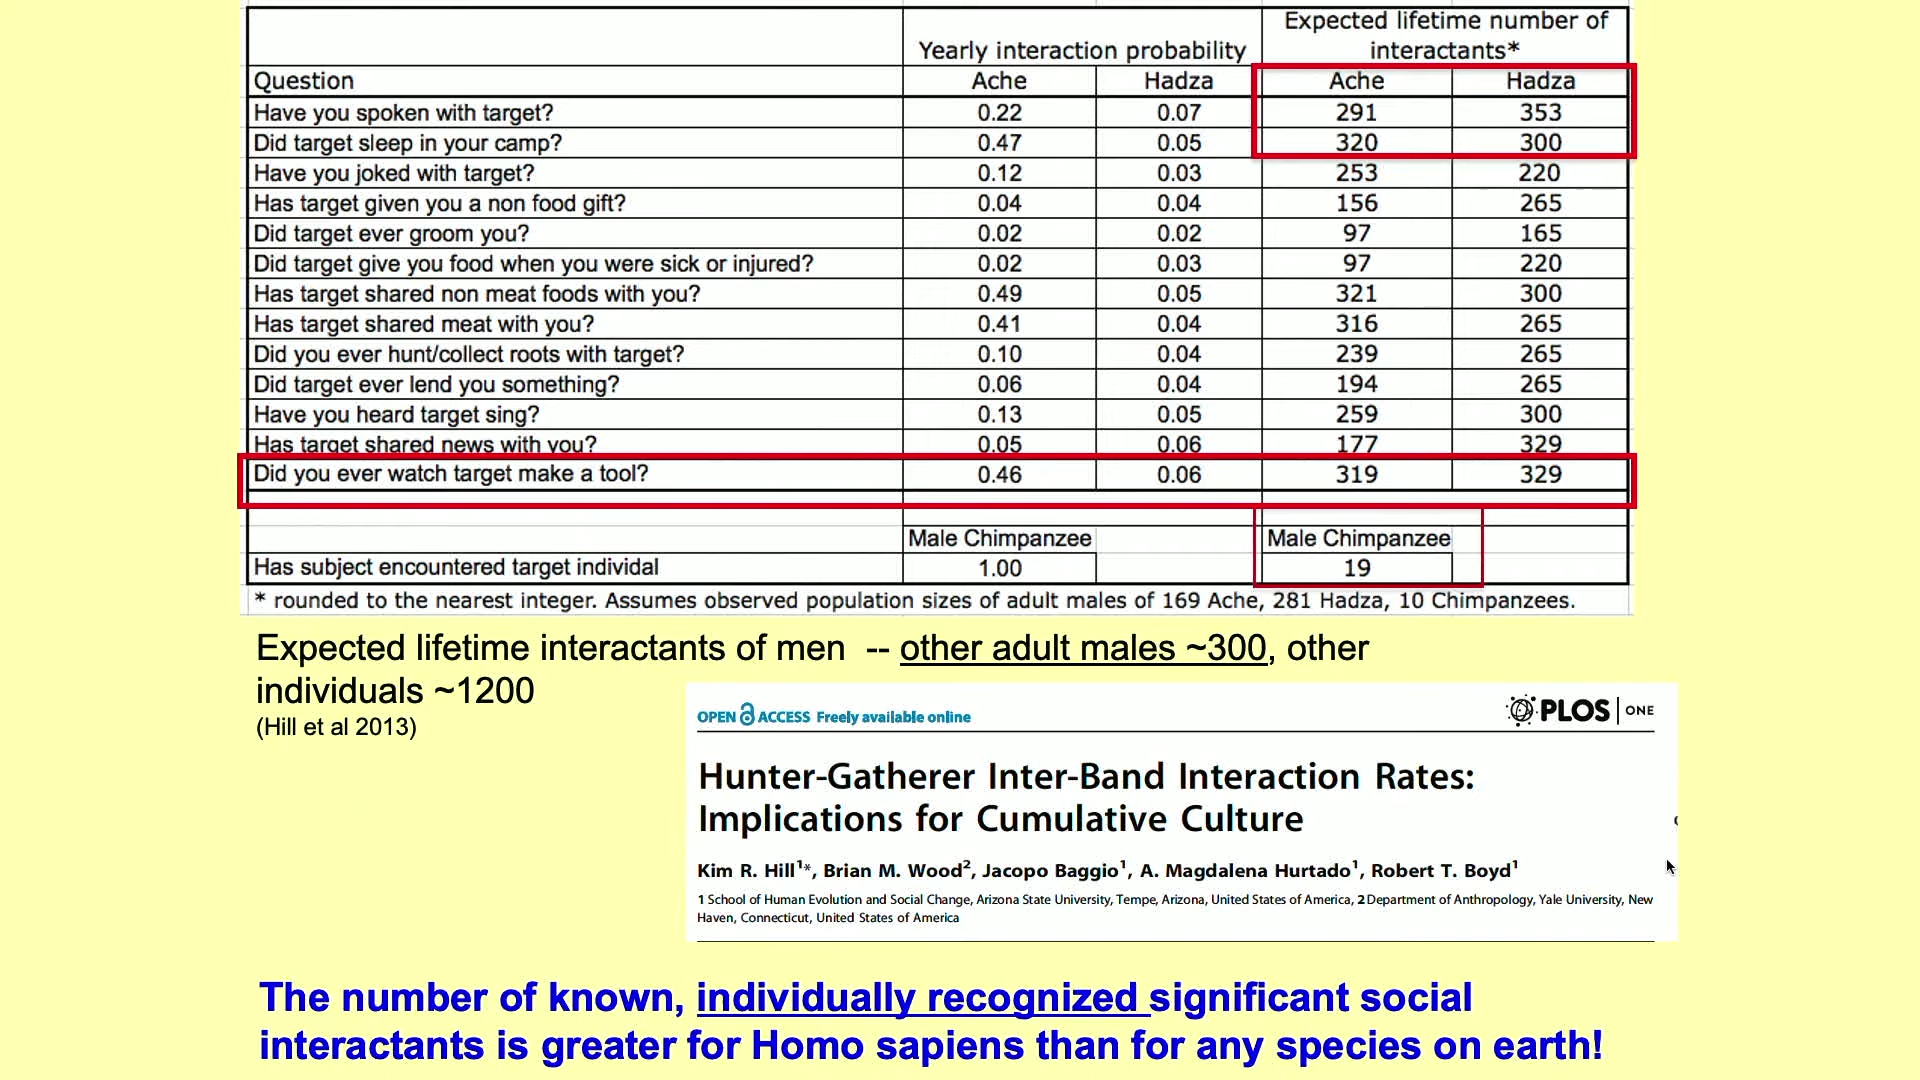 Expected lifetime number of
Yearly interaction probability interactants*
Question Ache Hadza Ache Hadza
Have you spoken with target? 0.22 0.07 291 353
Did target sleep in your camp? 0.47 0.05 320 300
Have you joked with target? 0.12 0.03 253 220
Has target given you a non food gift? 0.04 0.04 156 265
Did target ever groom you? 0.02 0.02 97 165
Did target give you food when you were sick or injured? 0.02 0.03 97 220
Has target shared non meat foods with you? 0.49 0.05 321 300
Has target shared meat with you? 0.41 0.04 316 265
Did you ever hunt/collect roots with target? 0.10 0.04 239 265
Did target ever lend you something? 0.06 0.04 194 265
Have you heard target sing? 0.13 0.05 259 300
Has target shared news with you? 0.05 0.06 177 329
Did you ever watch target make a tool? 0.46 0.06 319 329
Male Chimpanzee Male Chimpanzee
Has subject encountered target individal 1.00 19
* rounded to the nearest integer. Assumes observed population sizes of adult males of 169 Ache, 281 Hadza, 10 Chimpanzees.
Expected lifetime interactants of men -- other adult males ~300, other
individuals ~1200
(Hill et al 2013)
OPEN ACCESS Freely available online PLOS ONE
Hunter-Gatherer Inter-Band Interaction Rates:
Implications for Cumulative Culture
Kim R. Hill1*, Brian M. Wood2, Jacopo Baggio1, A. Magdalena Hurtado1, Robert T. Boyd1
1 School of Human Evolution and Social Change, Arizona State University, Tempe, Arizona, United States of America, 2 Department of Anthropology, Yale University, New
Haven, Connecticut, United States of America
The number of known, individually recognized significant social
interactants is greater for Homo sapiens than for any species on earth!